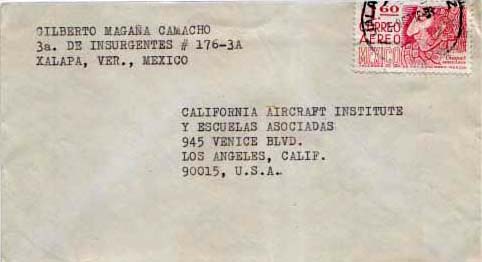 GILBERTO MAGAÑA CAMACHO
3a. DE INSURGENTES # 176-3A
XALAPA, VER., MEXICO
60
CORREO
AEREO
MEXICO
CALIFORNIA AIRCRAFT INSTITUTE
Y ESCUELAS ASOCIADAS
945 VENICE BLVD.
LOS ANGELES, CALIF.
90015, U.S.A.